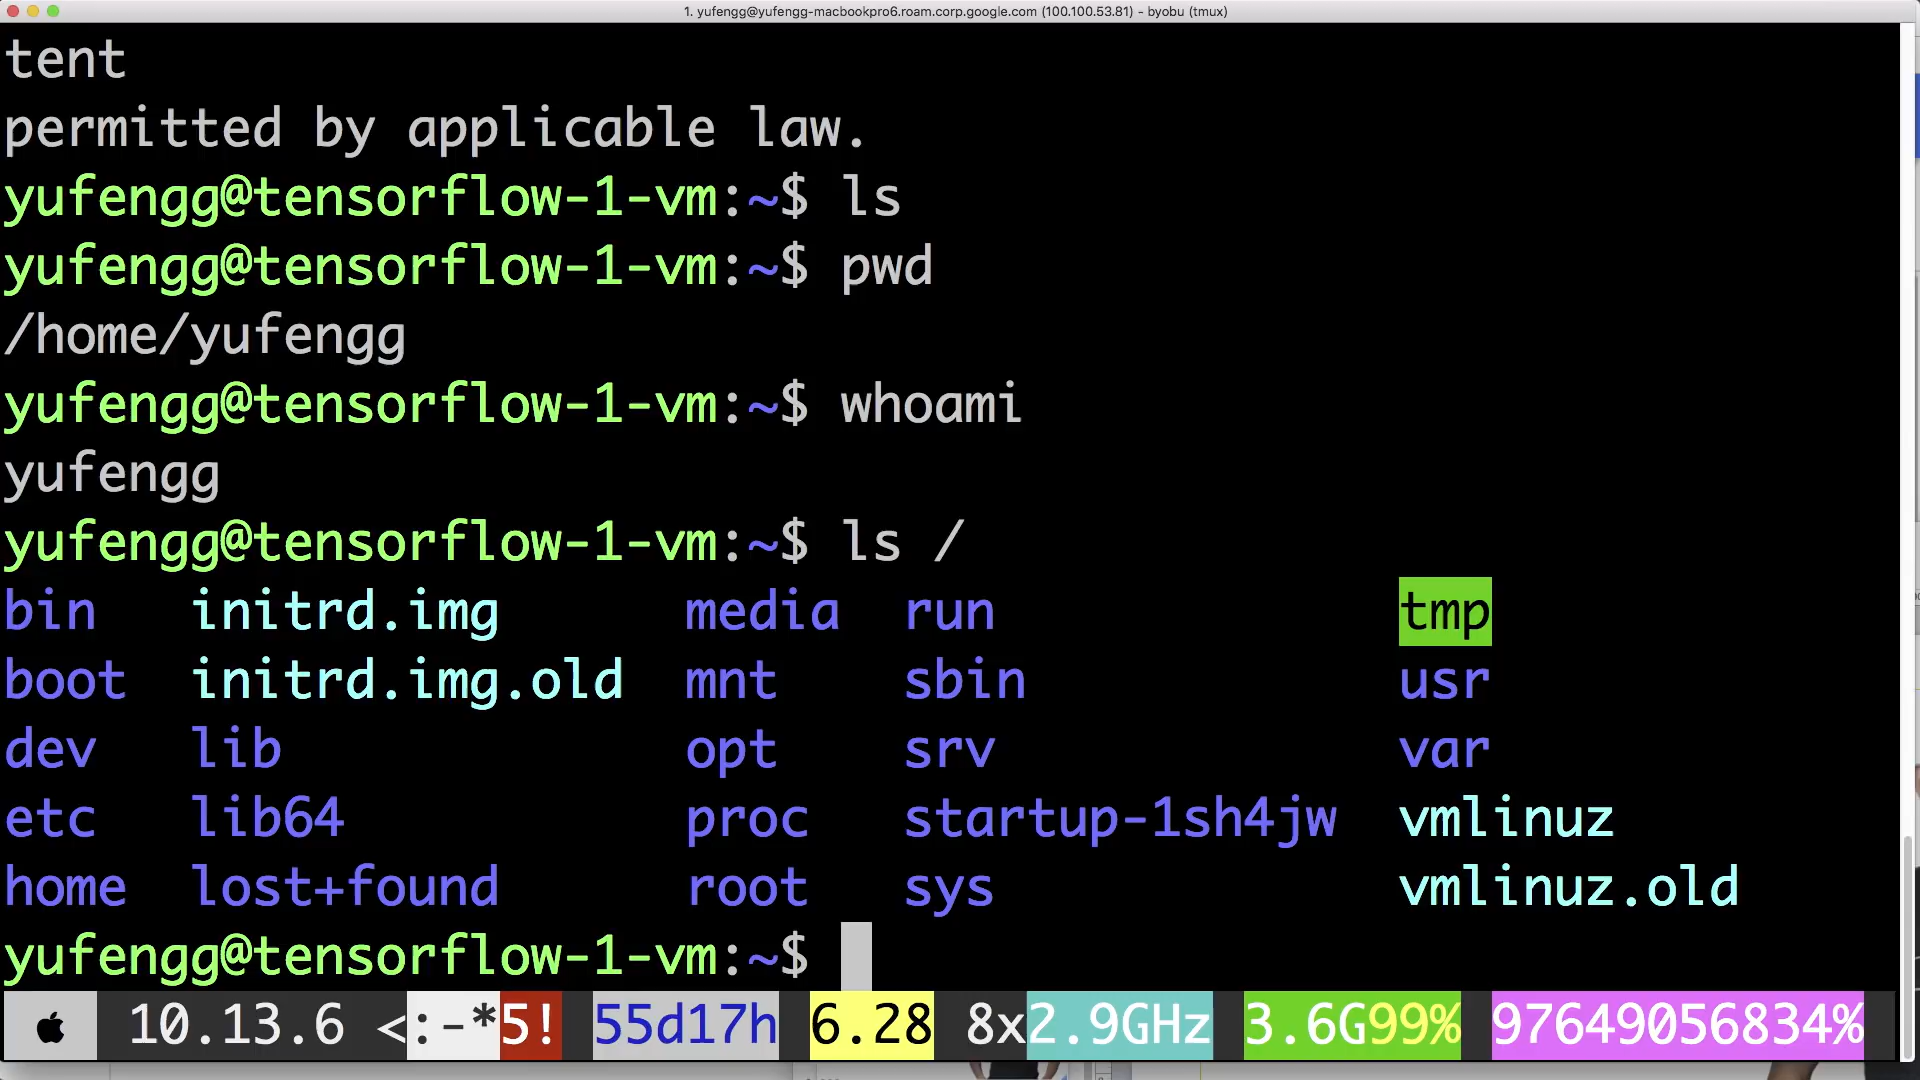 1. yufengg@yufengg-macbookpro6.roam.corp.google.com (100.100.53.81) - byobu (tmux)
tent
permitted by applicable law.
yufengg@tensorflow-1-vm:~$ ls
yufengg@tensorflow-1-vm:~$ pwd
/home/yufengg
yufengg@tensorflow-1-vm:~$ whoami
yufengg
yufengg@tensorflow-1-vm:~$ ls /
bin initrd.img media run tmp
boot initrd.img.old mnt sbin usr
dev lib opt srv var
etc lib64 proc startup-1sh4jw vmlinuz
home lost+found root sys vmlinuz.old
yufengg@tensorflow-1-vm:~$
10.13.6 <:-*5! 55d17h 6.28 8x2.9GHz 3.6G99% 97649056834%